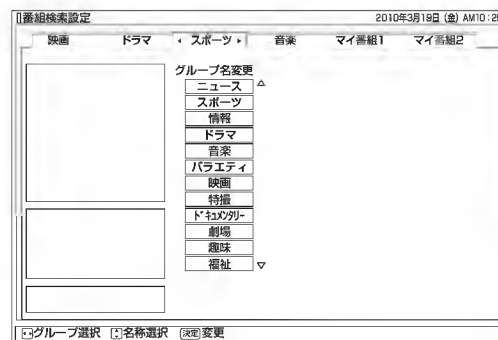 番組検索設定 2010年3月19日 (金) AM10:2
映画 ドラマ スポーツ 音楽 マイ番組1 マイ番組2
グループ名変更
ニュース
スポーツ
情報
ドラマ
音楽
バラエティ
映画
特撮
ドキュメンタリー
劇場
趣味
福祉
グループ選択 名称選択 決定 変更